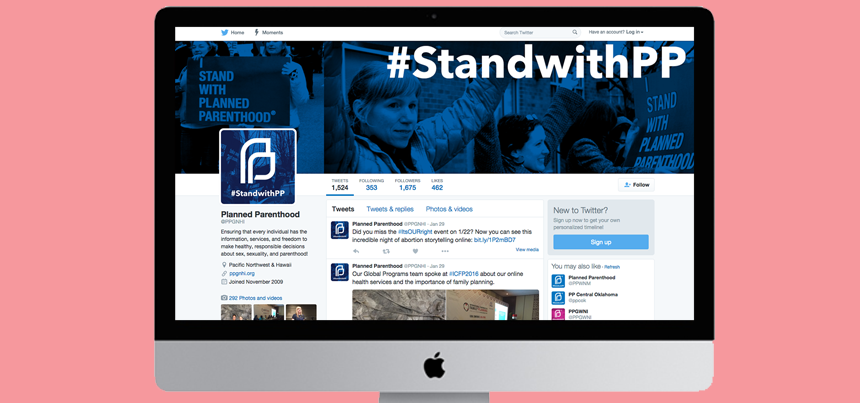 Home
Moments
Search Twitter
Have an account? Log in
#StandwithPP
I
STAND
WITH
PLANNED
PARENTHOOD®
I
STAND
WITH
PLANNED
PARENTHOOD
#StandwithPP
TWEETS
1,524
FOLLOWING
353
FOLLOWERS
1,675
LIKES
462
Follow
Planned Parenthood
@PPGNHI
Ensuring that every individual has the
information, services, and freedom to
make healthy, responsible decisions
about sex, sexuality, and parenthood!
Pacific Northwest & Hawaii
ppgnhi.org
Joined November 2009
292 Photos and videos
Tweets
Tweets & replies
Photos & videos
Planned Parenthood @PPGNHI · Jan 29
Did you miss the #ItsOURright event on 1/22? Now you can see this
incredible night of abortion storytelling online: bit.ly/1P2mBD7
View media
Planned Parenthood @PPGNHI · Jan 29
Our Global Programs team spoke at #ICFP2016 about our online
health services and the importance of family planning.
New to Twitter?
Sign up now to get your own
personalized timeline!
Sign up
You may also like · Refresh
Planned Parenthood
@PPWNM
PP Central Oklahoma
@ppcok
PPGWNI
@PPGWNI